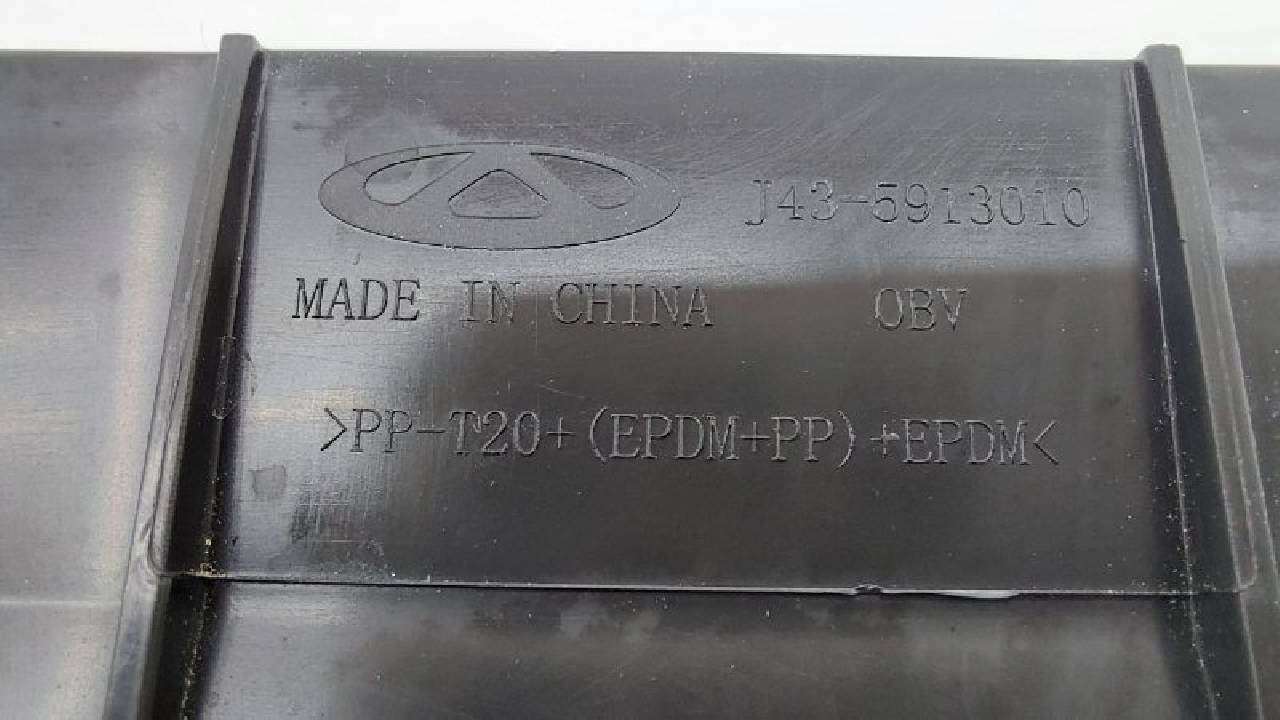 J43-5913010
MADE IN CHINA OBV
>PP-T20+(EPDM+PP)+EPDM<